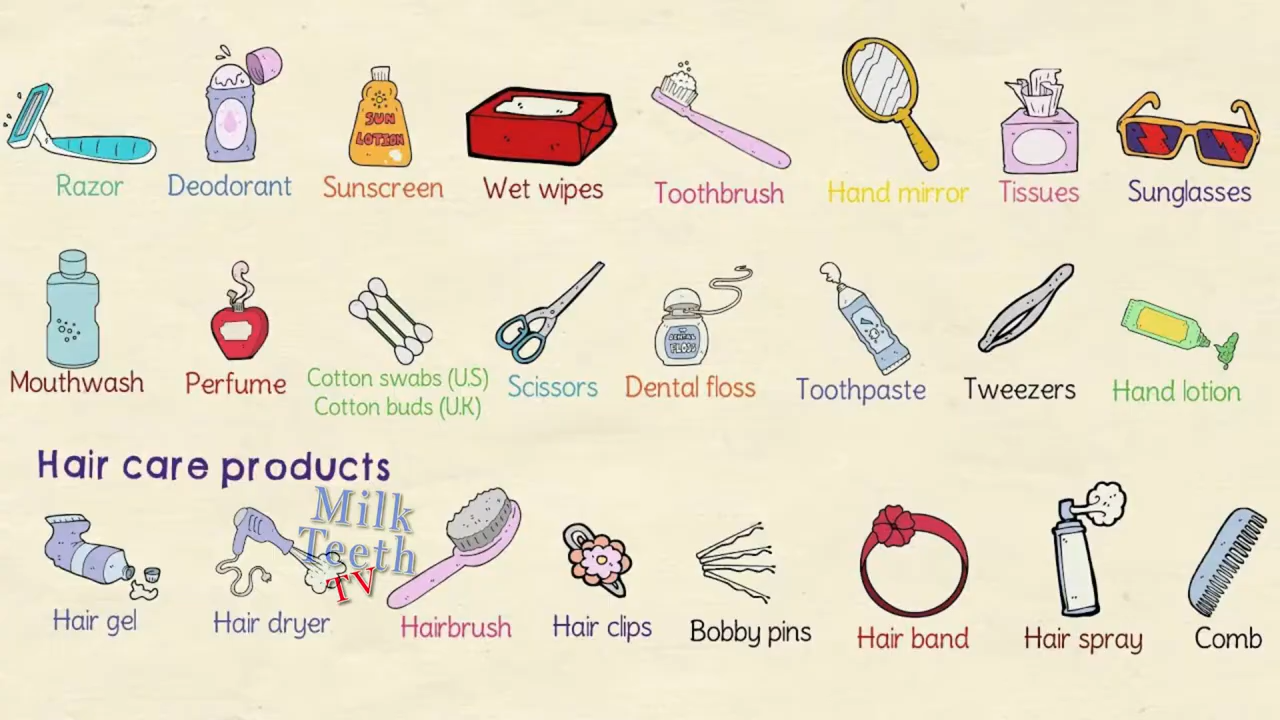 SUN
LOTION
Razor
Deodorant
Sunscreen
Wet wipes
Toothbrush
Hand mirror
Tissues
Sunglasses
DENTAL
FLOSS
Mouthwash
Perfume
Cotton swabs (U.S)
Cotton buds (U.K)
Scissors
Dental floss
Toothpaste
Tweezers
Hand lotion
Hair care products
Milk
Teeth
TV
Hair gel
Hair dryer
Hairbrush
Hair clips
Bobby pins
Hair band
Hair spray
Comb